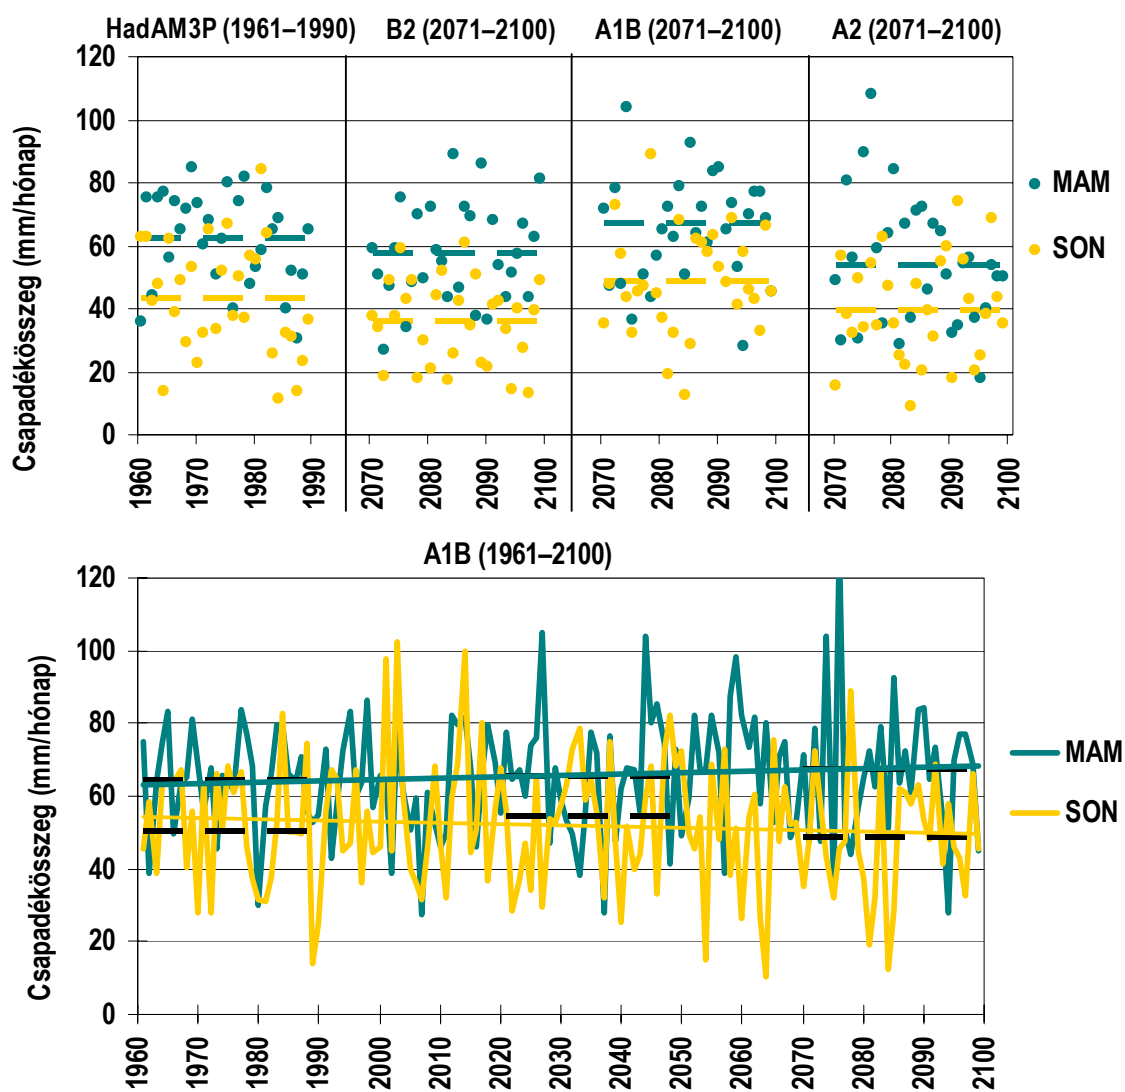 HadAM3P (1961–1990) B2 (2071–2100) A1B (2071–2100) A2 (2071–2100)
Csapadékösszeg (mm/hónap)
120
100
80
60
40
20
0
1960 1970 1980 1990 2070 2080 2090 2100 2070 2080 2090 2100 2070 2080 2090 2100
MAM
SON
A1B (1961–2100)
Csapadékösszeg (mm/hónap)
120
100
80
60
40
20
0
1960 1970 1980 1990 2000 2010 2020 2030 2040 2050 2060 2070 2080 2090 2100
MAM
SON